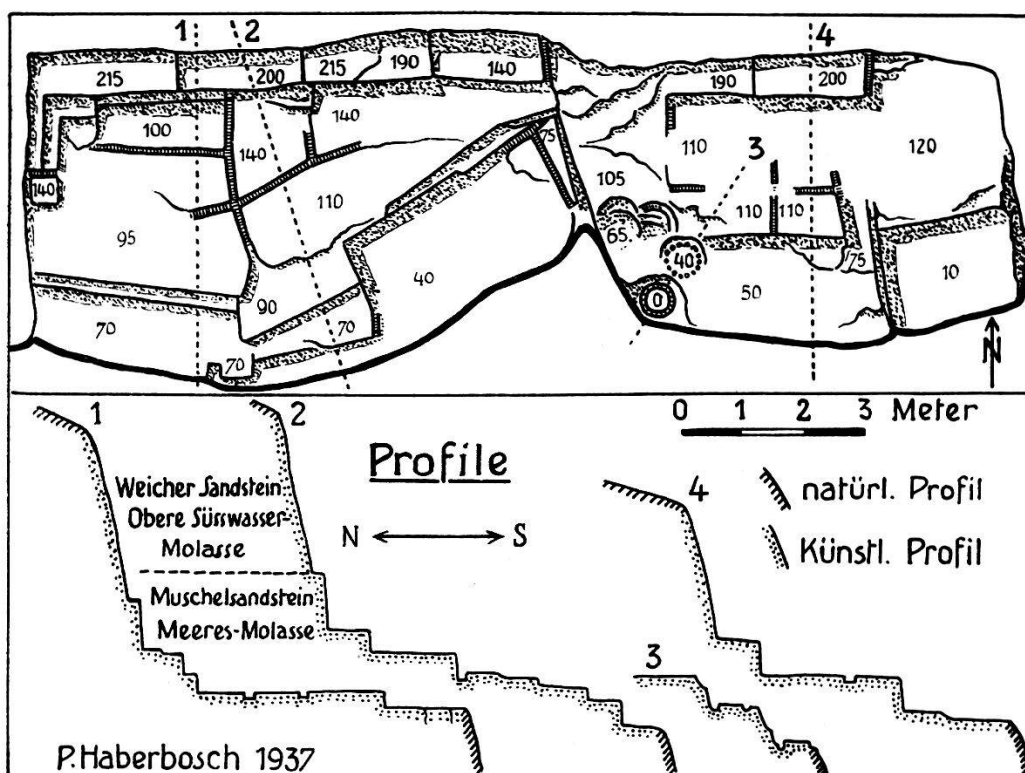 1 2 4
215 200 215 190 140 190 200
100 140 140 75 110 3 120
140 110 105 110 110
95 65 40 75
90 40 0 50 10
70 70 70
N
1 2 0 1 2 3 Meter
Profile
4 natürl. Profil
Weicher Sandstein
Obere Süsswasser-
Molasse
N S
Künstl. Profil
Muschelsandstein
Meeres-Molasse
3
P. Haberbosch 1937